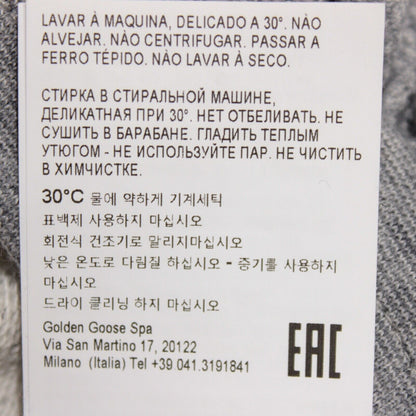 LAVAR À MAQUINA, DELICADO A 30°. NÃO
ALVEJAR. NÃO CENTRIFUGAR. PASSAR A
FERRO TÉPIDO. NÃO LAVAR À SECO.
СТИРКА В СТИРАЛЬНОЙ МАШИНЕ,
ДЕЛИКАТНАЯ ПРИ 30°. НЕТ ОТБЕЛИВАТЬ. НЕ
СУШИТЬ В БАРАБАНЕ. ГЛАДИТЬ ТЕПЛЫМ
УТЮГОМ - НЕ ИСПОЛЬЗУЙТЕ ПАР. НЕ ЧИСТИТЬ
В ХИМЧИСТКЕ.
30°C 물에 약하게 기계세틱
표백제 사용하지 마십시오
회전식 건조기로 말리지마십시오
낮은 온도로 다림질 하십시오 - 증기를 사용하지
마십시오
드라이 클리닝 하지 마십시오
Golden Goose Spa
Via San Martino 17, 20122
Milano (Italia) Tel +39 041.3191841
EAC